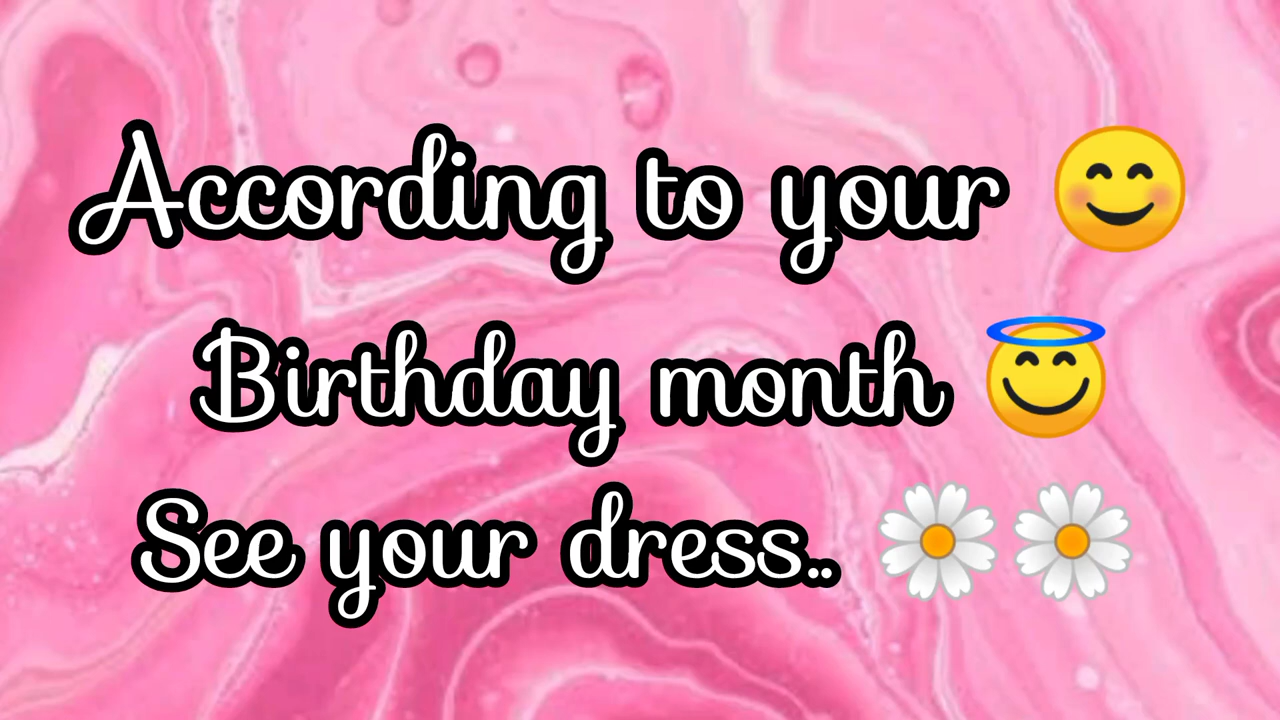 According to your 😊
Birthday month 😇
See your dress.. 🌼🌼